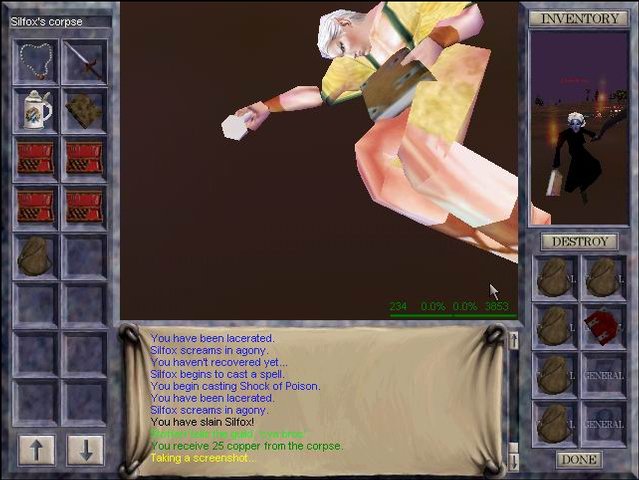 Silfox's corpse
INVENTORY
DESTROY
GENERAL
GENERAL
DONE
234 0.0% 0.0% 3853
You have been lacerated.
Silfox screams in agony.
You haven't recovered yet...
Silfox begins to cast a spell.
You begin casting Shock of Poison.
You have been lacerated.
Silfox screams in agony.
You have slain Silfox!
the guild,
You receive 25 copper from the corpse.
Taking a screenshot...